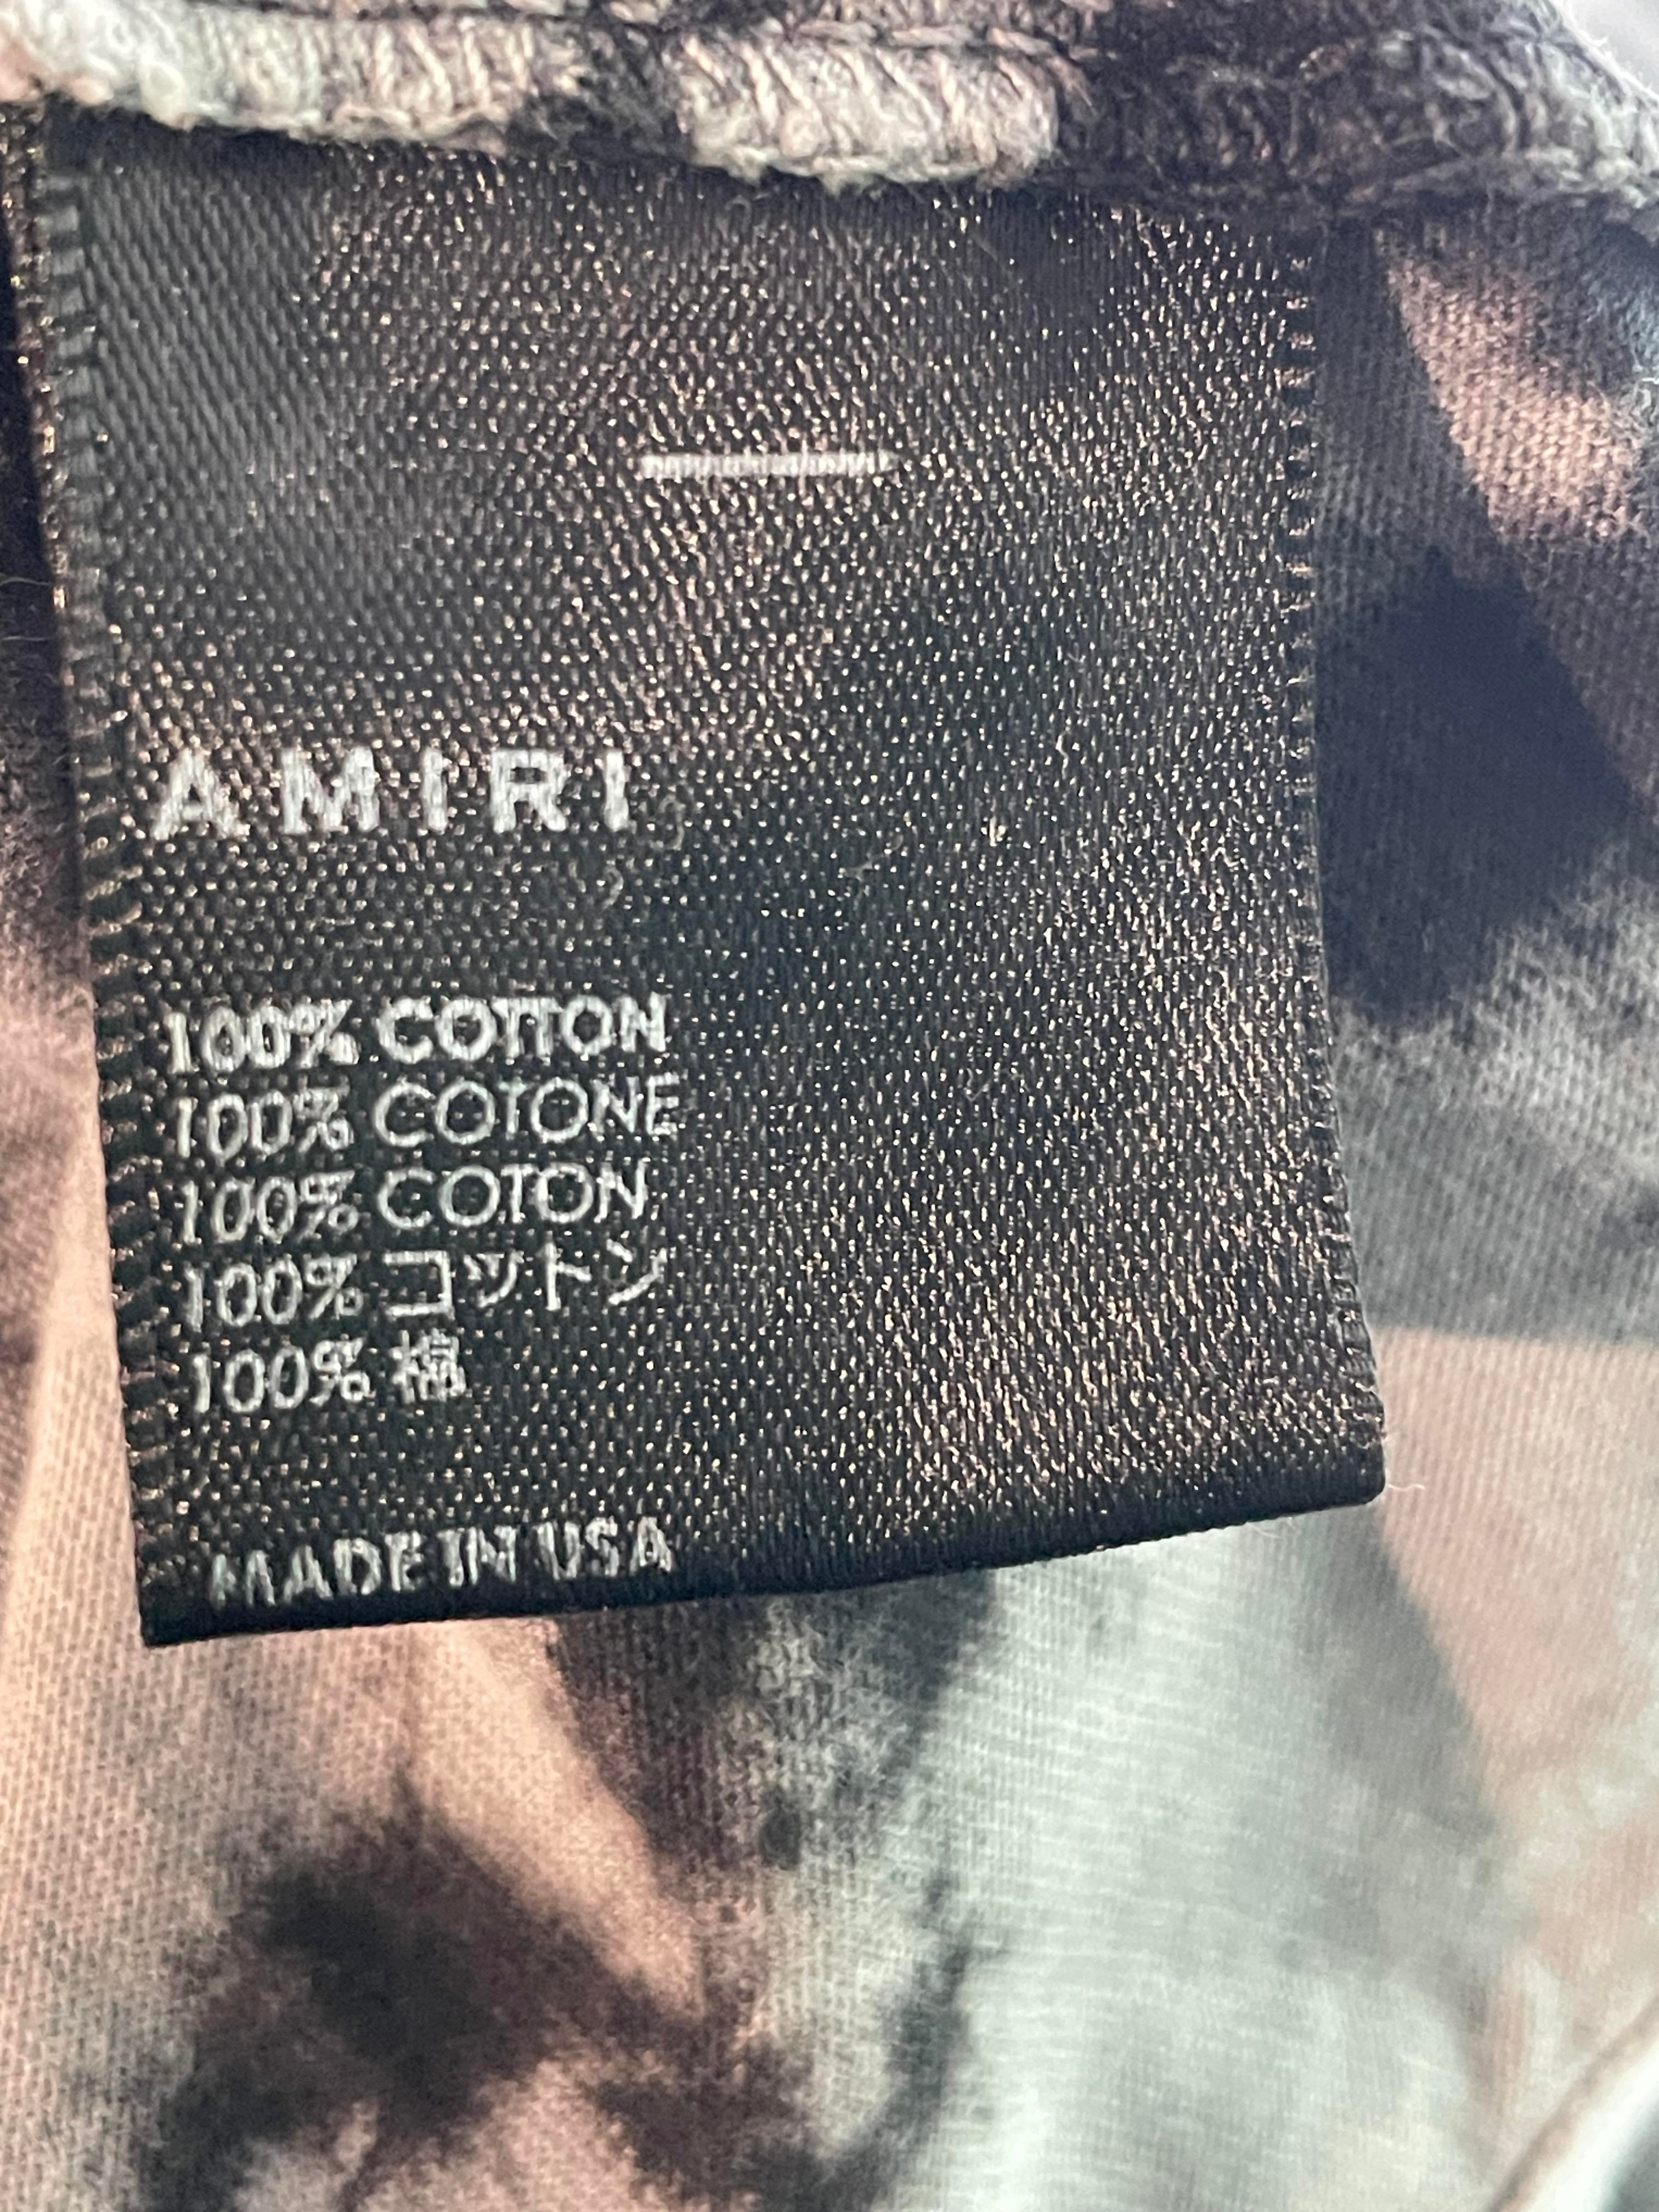 AMIRI
100% COTTON
100% COTONE
100% COTON
100% コットン
100% 棉
MADE IN USA